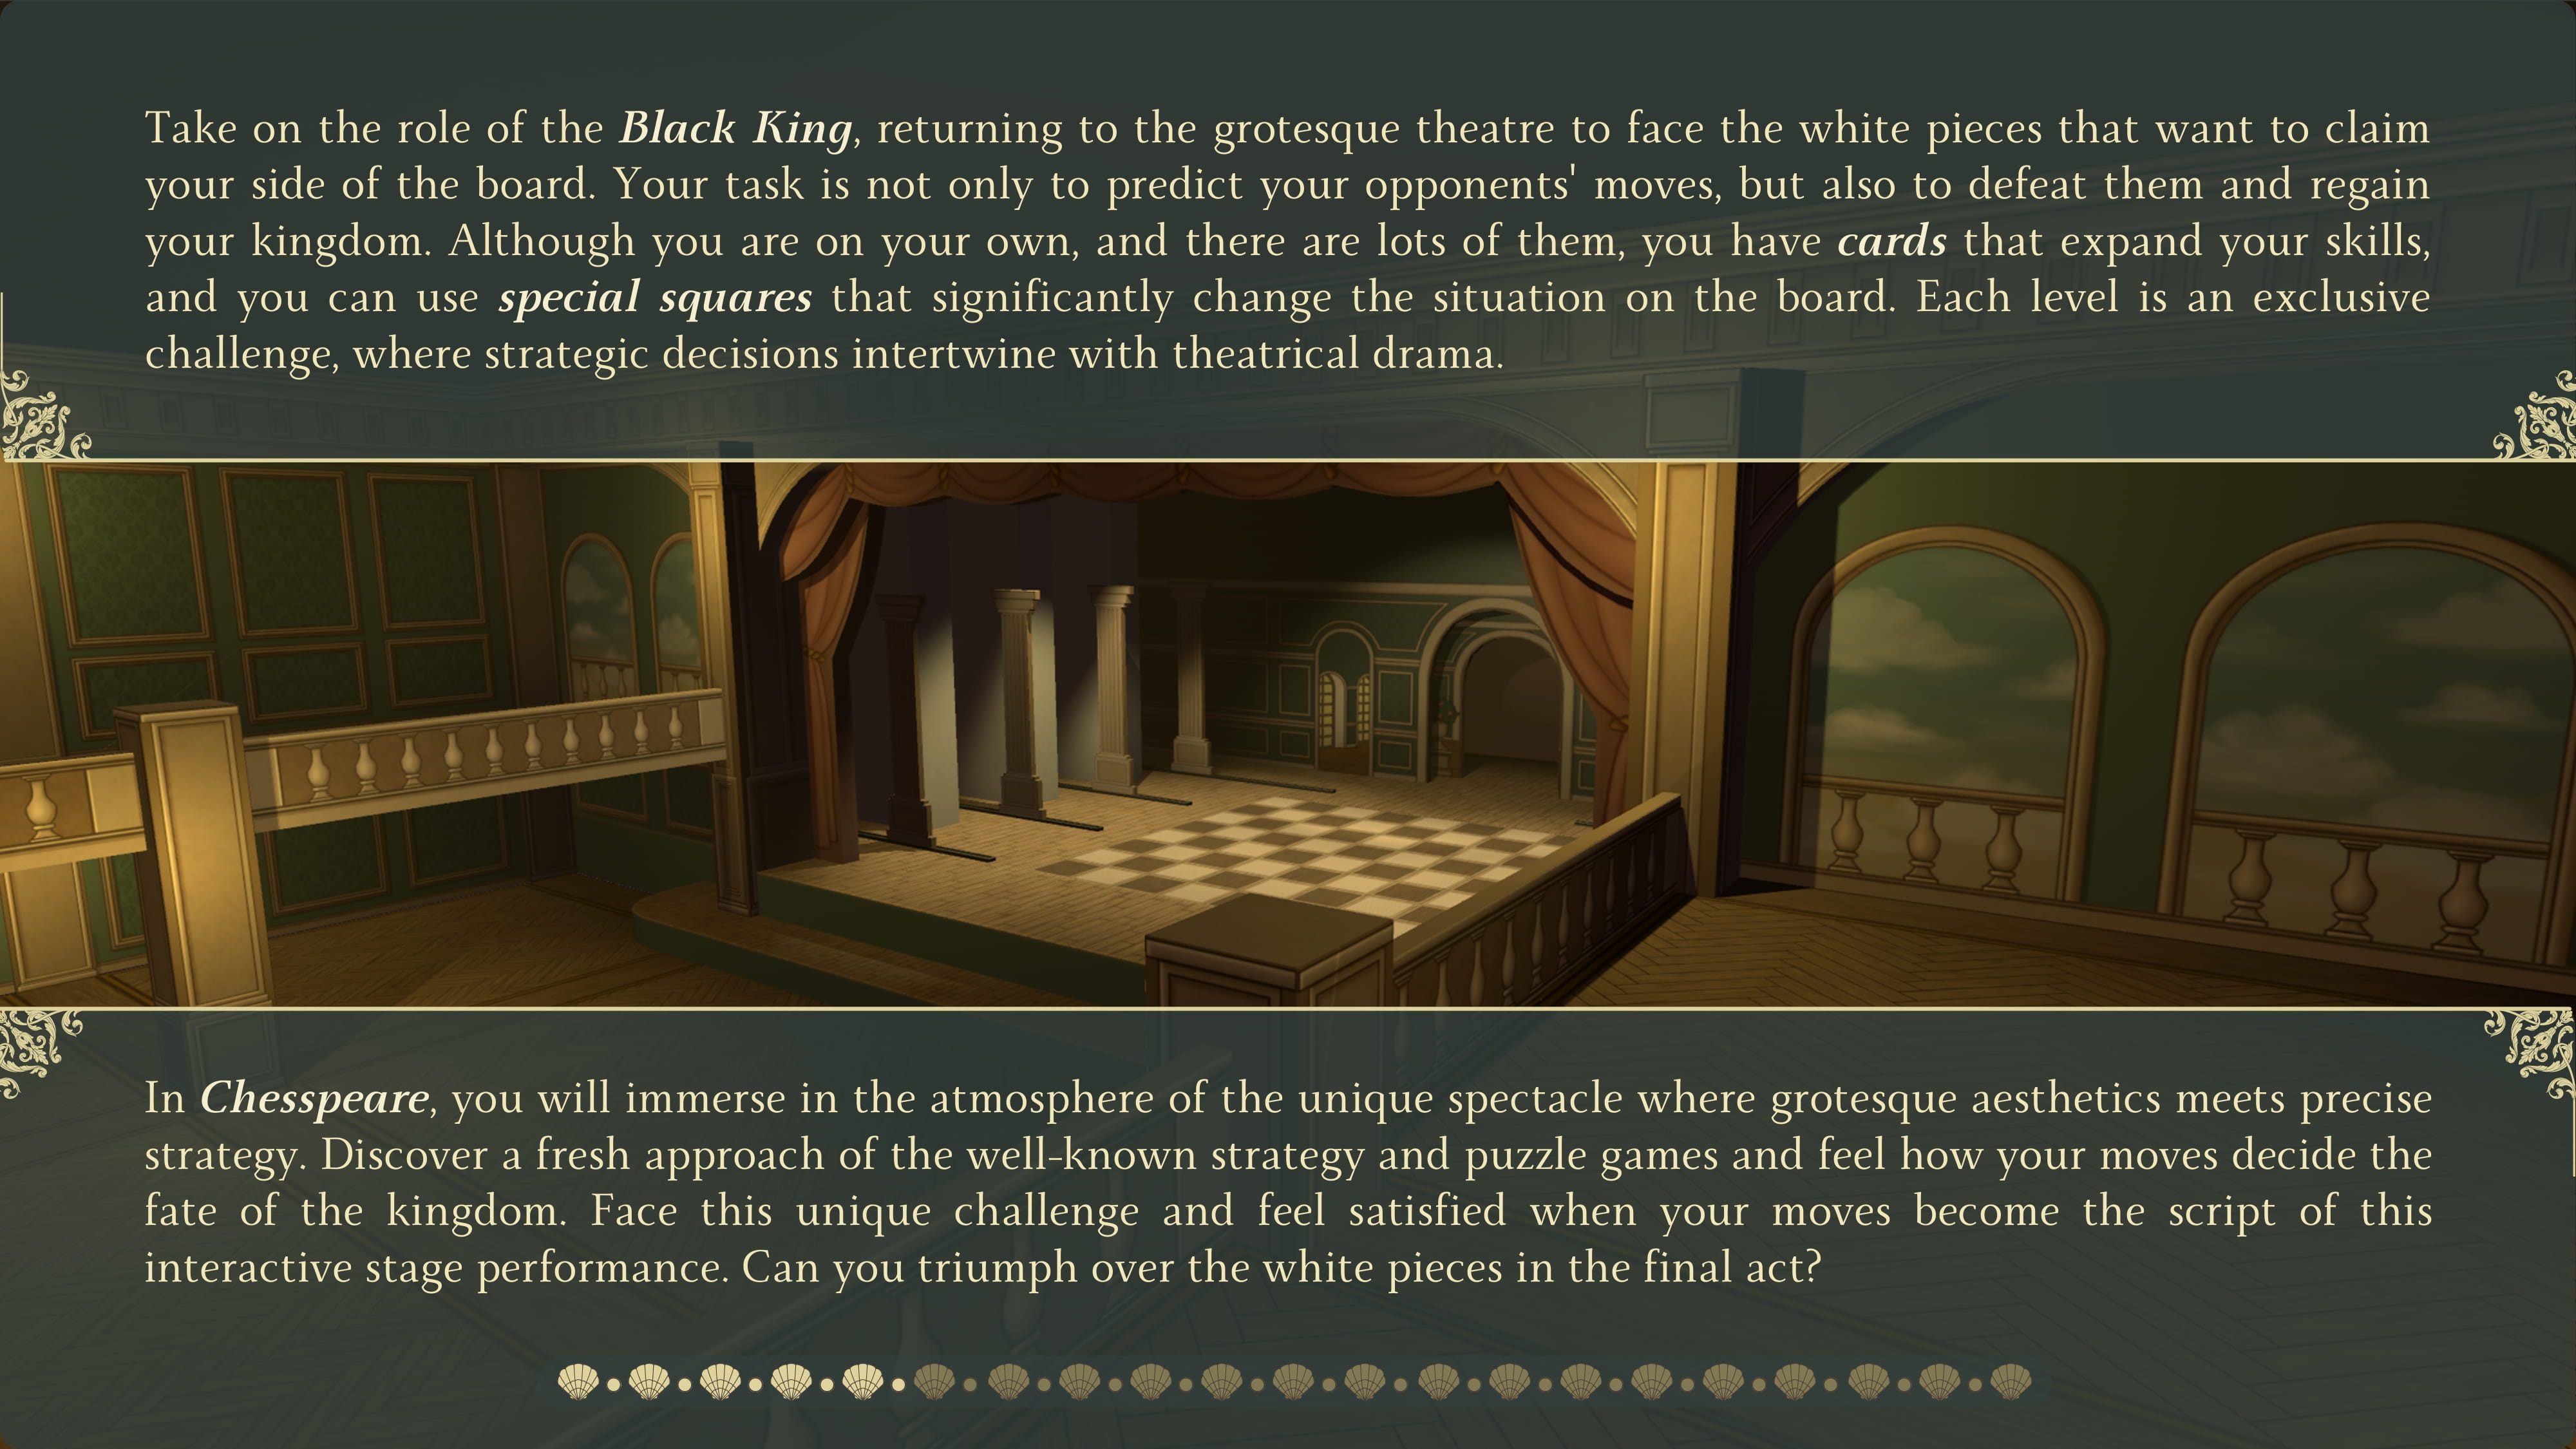 Take on the role of the Black King, returning to the grotesque theatre to face the white pieces that want to claim
your side of the board. Your task is not only to predict your opponents' moves, but also to defeat them and regain
your kingdom. Although you are on your own, and there are lots of them, you have cards that expand your skills,
and you can use special squares that significantly change the situation on the board. Each level is an exclusive
challenge, where strategic decisions intertwine with theatrical drama.
In Chesspeare, you will immerse in the atmosphere of the unique spectacle where grotesque aesthetics meets precise
strategy. Discover a fresh approach of the well-known strategy and puzzle games and feel how your moves decide the
fate of the kingdom. Face this unique challenge and feel satisfied when your moves become the script of this
interactive stage performance. Can you triumph over the white pieces in the final act?